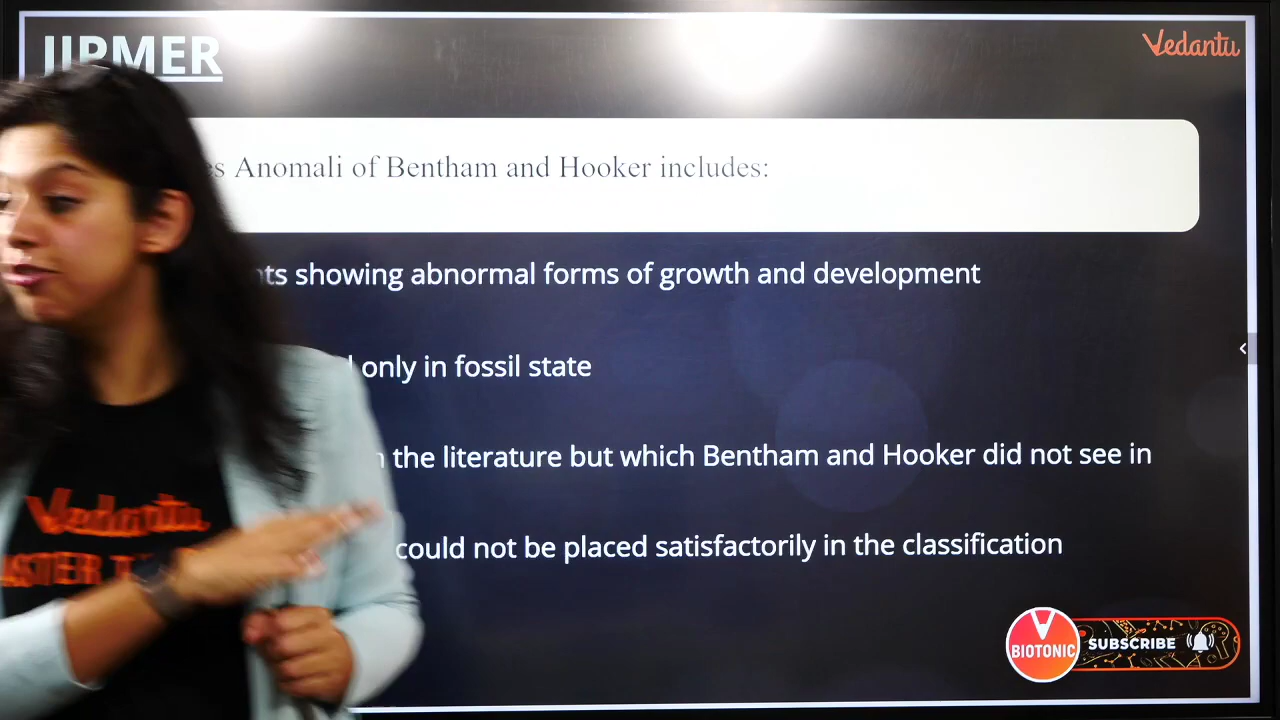 JIPMER
Vedantu
Anomali of Bentham and Hooker includes:
showing abnormal forms of growth and development
only in fossil state
the literature but which Bentham and Hooker did not see in
could not be placed satisfactorily in the classification
Vedantu
BIOTONIC
SUBSCRIBE